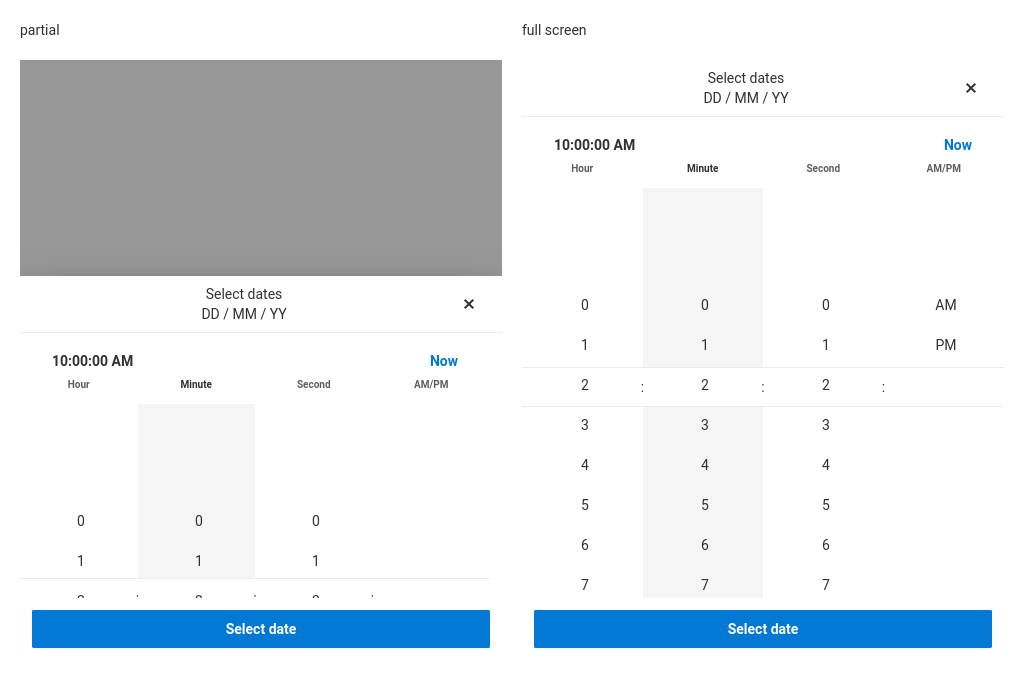 partial
Select dates
DD / MM / YY
×
10:00:00 AM Now
Hour Minute Second AM/PM
0 0 0
1 1 1
Select date
full screen
Select dates
DD / MM / YY
×
10:00:00 AM Now
Hour Minute Second AM/PM
0 0 0 AM
1 1 1 PM
2 : 2 : 2 :
3 3 3
4 4 4
5 5 5
6 6 6
7 7 7
Select date